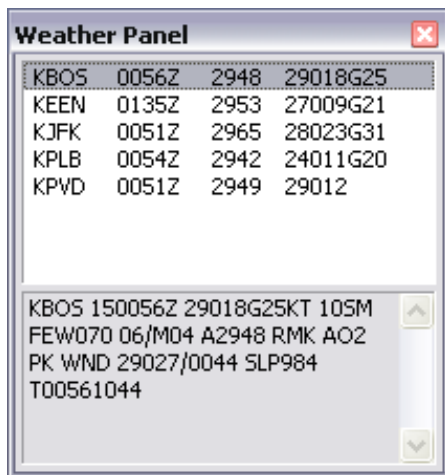 Weather Panel
KBOS 0056Z 2948 29018G25
KEEN 0135Z 2953 27009G21
KJFK 0051Z 2965 28023G31
KPLB 0054Z 2942 24011G20
KPVD 0051Z 2949 29012
KBOS 150056Z 29018G25KT 10SM
FEW070 06/M04 A2948 RMK AO2
PK WND 29027/0044 SLP984
T00561044